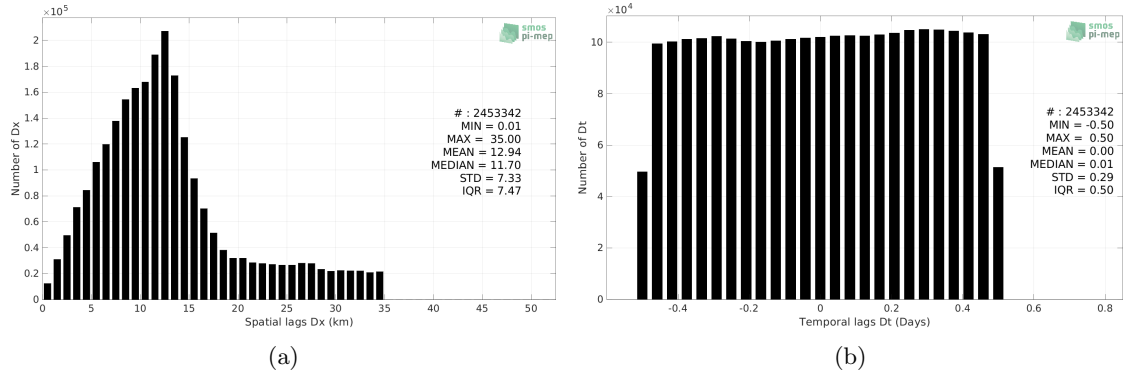 ×10⁵
2
1.8
1.6
1.4
1.2
1
0.8
0.6
0.4
0.2
0
Number of Dx
smos
pi-mep
# : 2453342
MIN = 0.01
MAX = 35.00
MEAN = 12.94
MEDIAN = 11.70
STD = 7.33
IQR = 7.47
0 5 10 15 20 25 30 35 40 45 50
Spatial lags Dx (km)
(a)
×10⁴
10
8
6
4
2
0
Number of Dt
smos
pi-mep
# : 2453342
MIN = -0.50
MAX = 0.50
MEAN = 0.00
MEDIAN = 0.01
STD = 0.29
IQR = 0.50
-0.4 -0.2 0 0.2 0.4 0.6 0.8
Temporal lags Dt (Days)
(b)